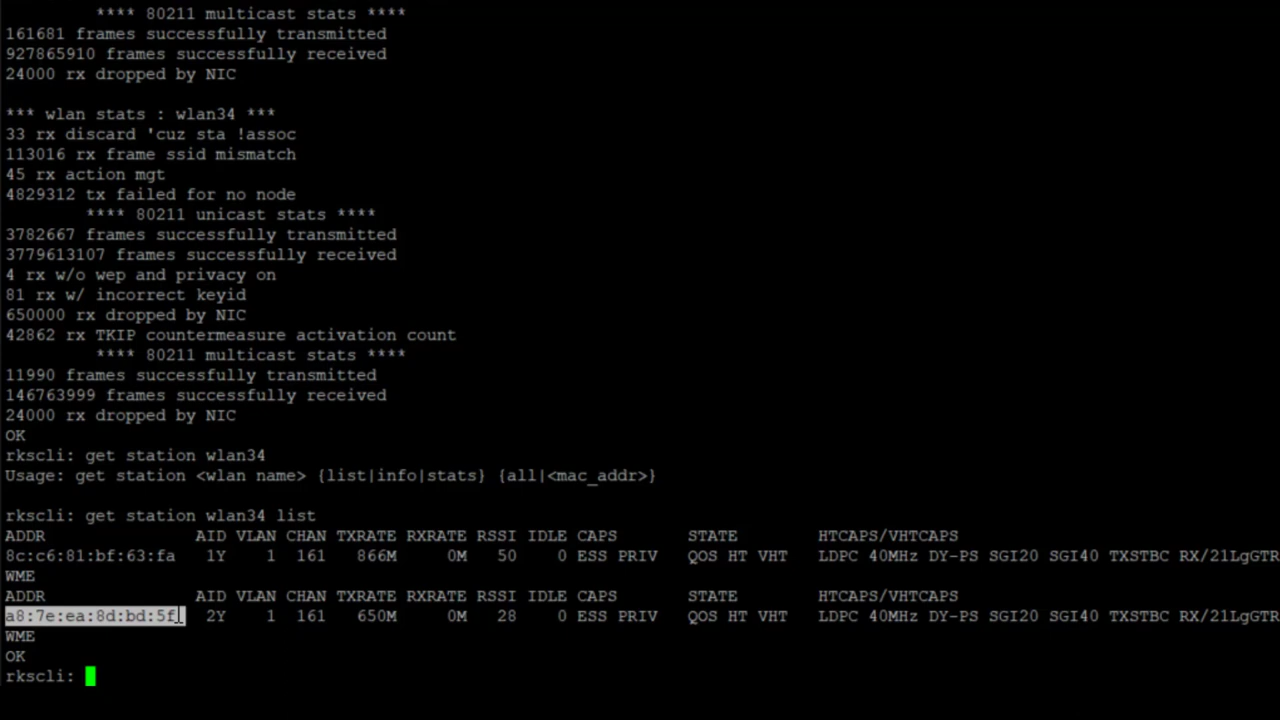 **** 80211 multicast stats ****
161681 frames successfully transmitted
927865910 frames successfully received
24000 rx dropped by NIC
*** wlan stats : wlan34 ***
33 rx discard 'cuz sta !assoc
113016 rx frame ssid mismatch
45 rx action mgt
4829312 tx failed for no node
**** 80211 unicast stats ****
3782667 frames successfully transmitted
3779613107 frames successfully received
4 rx w/o wep and privacy on
81 rx w/ incorrect keyid
650000 rx dropped by NIC
42862 rx TKIP countermeasure activation count
**** 80211 multicast stats ****
11990 frames successfully transmitted
146763999 frames successfully received
24000 rx dropped by NIC
OK
rkscli: get station wlan34
Usage: get station <wlan name> {list|info|stats} {all|<mac_addr>}
rkscli: get station wlan34 list
ADDR AID VLAN CHAN TXRATE RXRATE RSSI IDLE CAPS STATE HTCAPS/VHTCAPS
8c:c6:81:bf:63:fa 1Y 1 161 866M 0M 50 0 ESS PRIV QOS HT VHT LDPC 40MHz DY-PS SGI20 SGI40 TXSTBC RX/21LgGTR
WME
ADDR AID VLAN CHAN TXRATE RXRATE RSSI IDLE CAPS STATE HTCAPS/VHTCAPS
a8:7e:ea:8d:bd:5f 2Y 1 161 650M 0M 28 0 ESS PRIV QOS HT VHT LDPC 40MHz DY-PS SGI20 SGI40 TXSTBC RX/21LgGTR
WME
OK
rkscli: